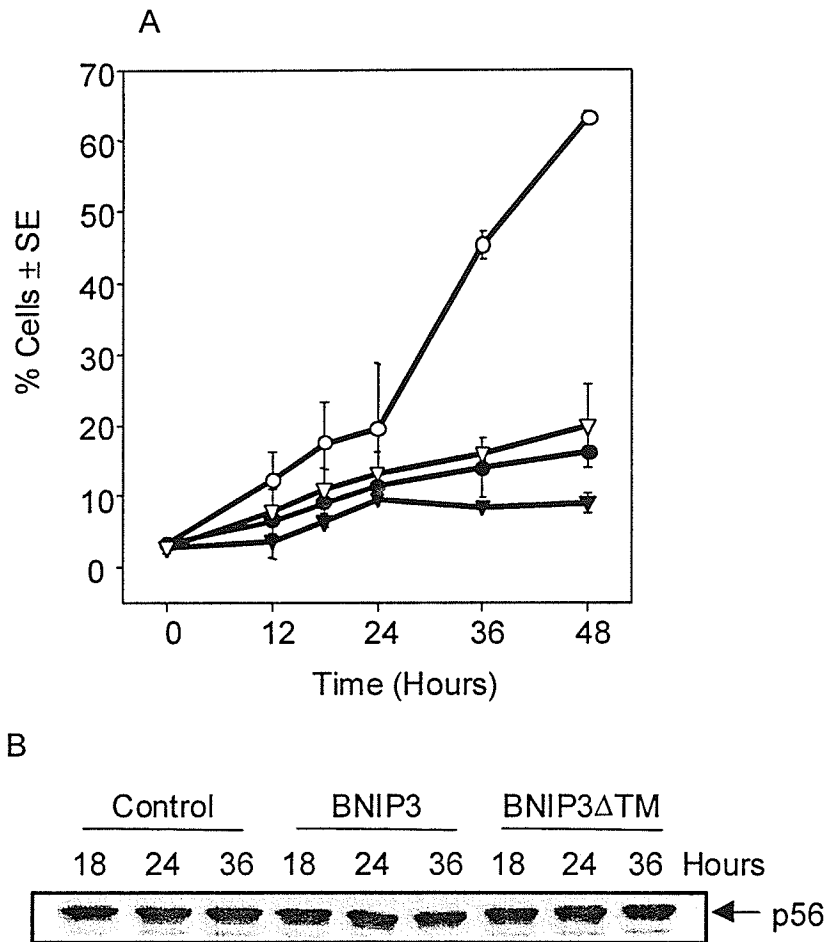 A
70
60
50
40
30
20
10
0
% Cells ± SE
0 12 24 36 48
Time (Hours)
B
Control BNIP3 BNIP3ΔTM
18 24 36 18 24 36 18 24 36 Hours
p56